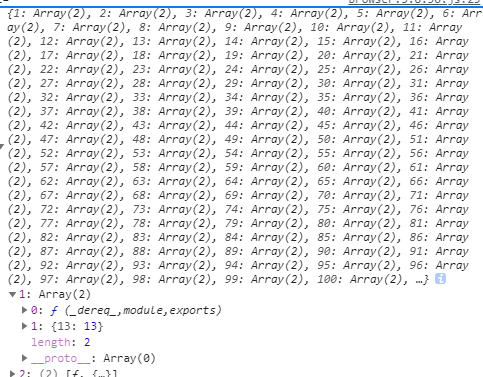 {1: Array(2), 2: Array(2), 3: Array(2), 4: Array(2), 5: Array(2), 6: Arr
ay(2), 7: Array(2), 8: Array(2), 9: Array(2), 10: Array(2), 11: Array
(2), 12: Array(2), 13: Array(2), 14: Array(2), 15: Array(2), 16: Array
(2), 17: Array(2), 18: Array(2), 19: Array(2), 20: Array(2), 21: Array
(2), 22: Array(2), 23: Array(2), 24: Array(2), 25: Array(2), 26: Array
(2), 27: Array(2), 28: Array(2), 29: Array(2), 30: Array(2), 31: Array
(2), 32: Array(2), 33: Array(2), 34: Array(2), 35: Array(2), 36: Array
(2), 37: Array(2), 38: Array(2), 39: Array(2), 40: Array(2), 41: Array
(2), 42: Array(2), 43: Array(2), 44: Array(2), 45: Array(2), 46: Array
(2), 47: Array(2), 48: Array(2), 49: Array(2), 50: Array(2), 51: Array
(2), 52: Array(2), 53: Array(2), 54: Array(2), 55: Array(2), 56: Array
(2), 57: Array(2), 58: Array(2), 59: Array(2), 60: Array(2), 61: Array
(2), 62: Array(2), 63: Array(2), 64: Array(2), 65: Array(2), 66: Array
(2), 67: Array(2), 68: Array(2), 69: Array(2), 70: Array(2), 71: Array
(2), 72: Array(2), 73: Array(2), 74: Array(2), 75: Array(2), 76: Array
(2), 77: Array(2), 78: Array(2), 79: Array(2), 80: Array(2), 81: Array
(2), 82: Array(2), 83: Array(2), 84: Array(2), 85: Array(2), 86: Array
(2), 87: Array(2), 88: Array(2), 89: Array(2), 90: Array(2), 91: Array
(2), 92: Array(2), 93: Array(2), 94: Array(2), 95: Array(2), 96: Array
(2), 97: Array(2), 98: Array(2), 99: Array(2), 100: Array(2), …} i
▼1: Array(2)
▶0: ƒ (_dereq_,module,exports)
▶1: {13: 13}
length: 2
▶__proto__: Array(0)
▶2: (2) [ƒ, {…}]